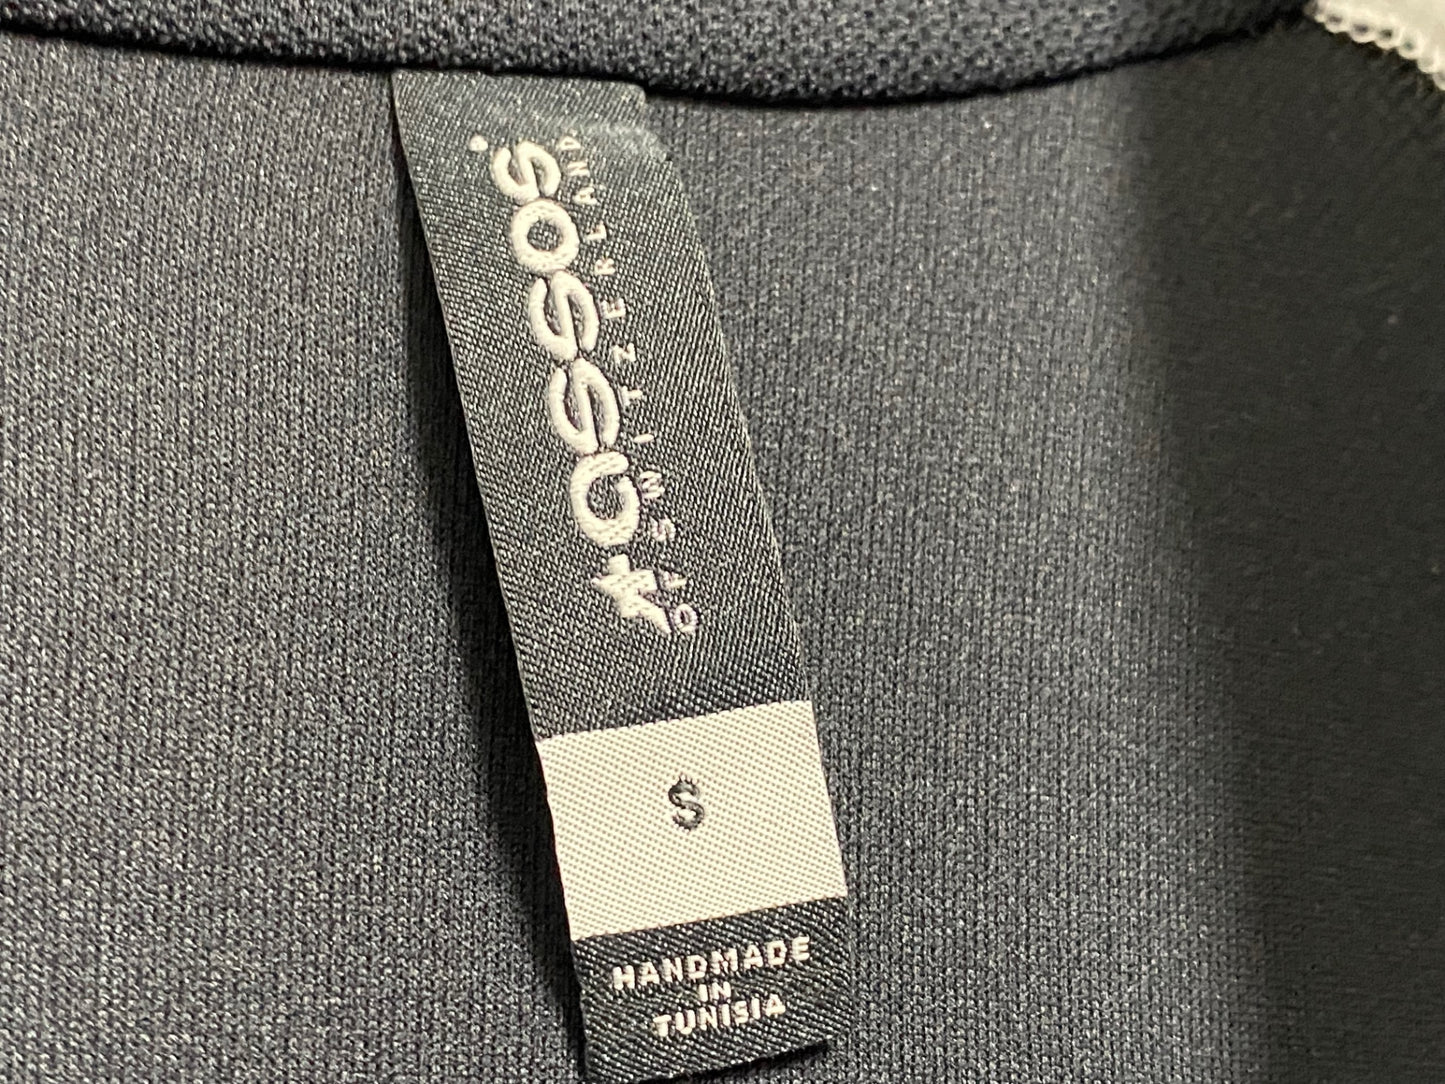 assos
OF SWITZERLAND
S
HANDMADE
IN
TUNISIA